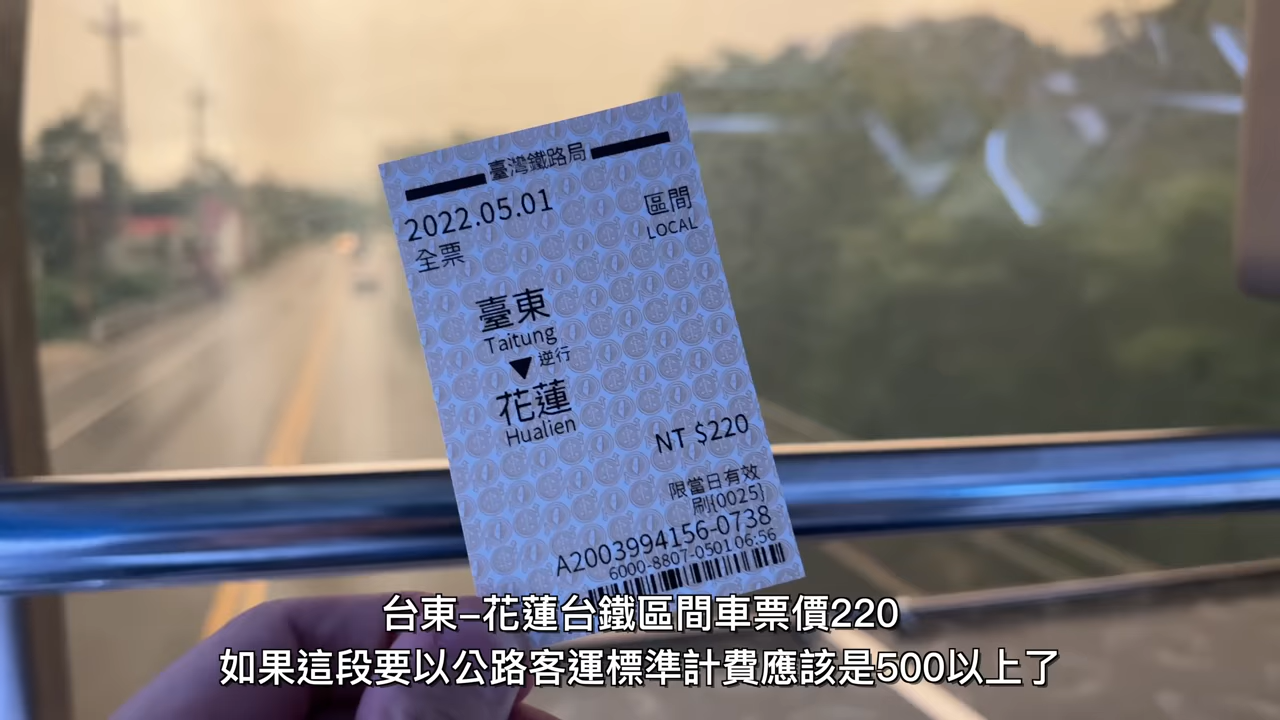 臺灣鐵路局
2022.05.01
區間
全票
LOCAL
臺東
Taitung
逆行
花蓮
Hualien
NT $220
限當日有效
刷{0025}
A2003994156-0738
6000-8807-0501 06:56
台東–花蓮台鐵區間車票價220
如果這段要以公路客運標準計費應該是500以上了